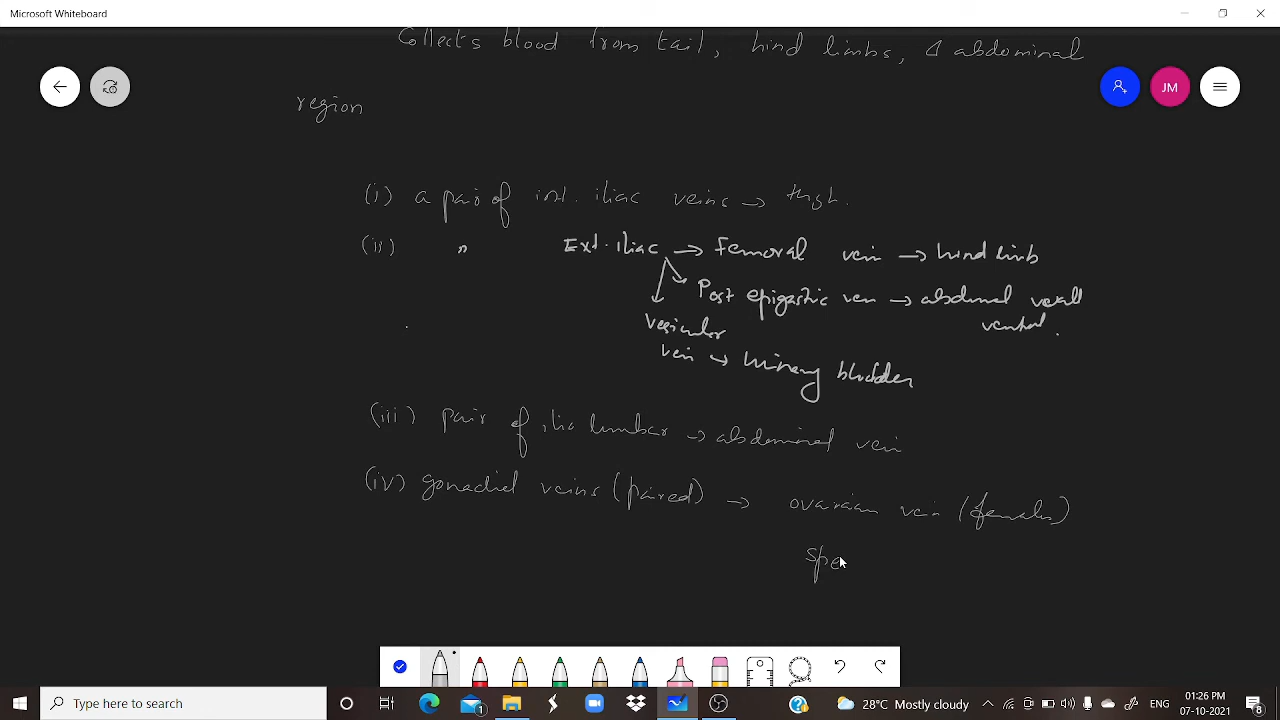 Microsoft Whiteboard
Collects blood from tail, hind limbs, & abdominal
JM
region
(i) a pair of int. iliac veins → thigh.
(ii) " Ext. iliac → Femoral vein → hind limb
Post epigastric vein → abdominal
ventral.
Vesicular
vein → Urinary bladder
(iii) pair of ilio lumbar → abdominal vein
(iv) gonadial veins (paired) → ovarian vein (females)
spe
Type here to search
28°C Mostly cloudy
01:26 PM
07-10-2021
1
8